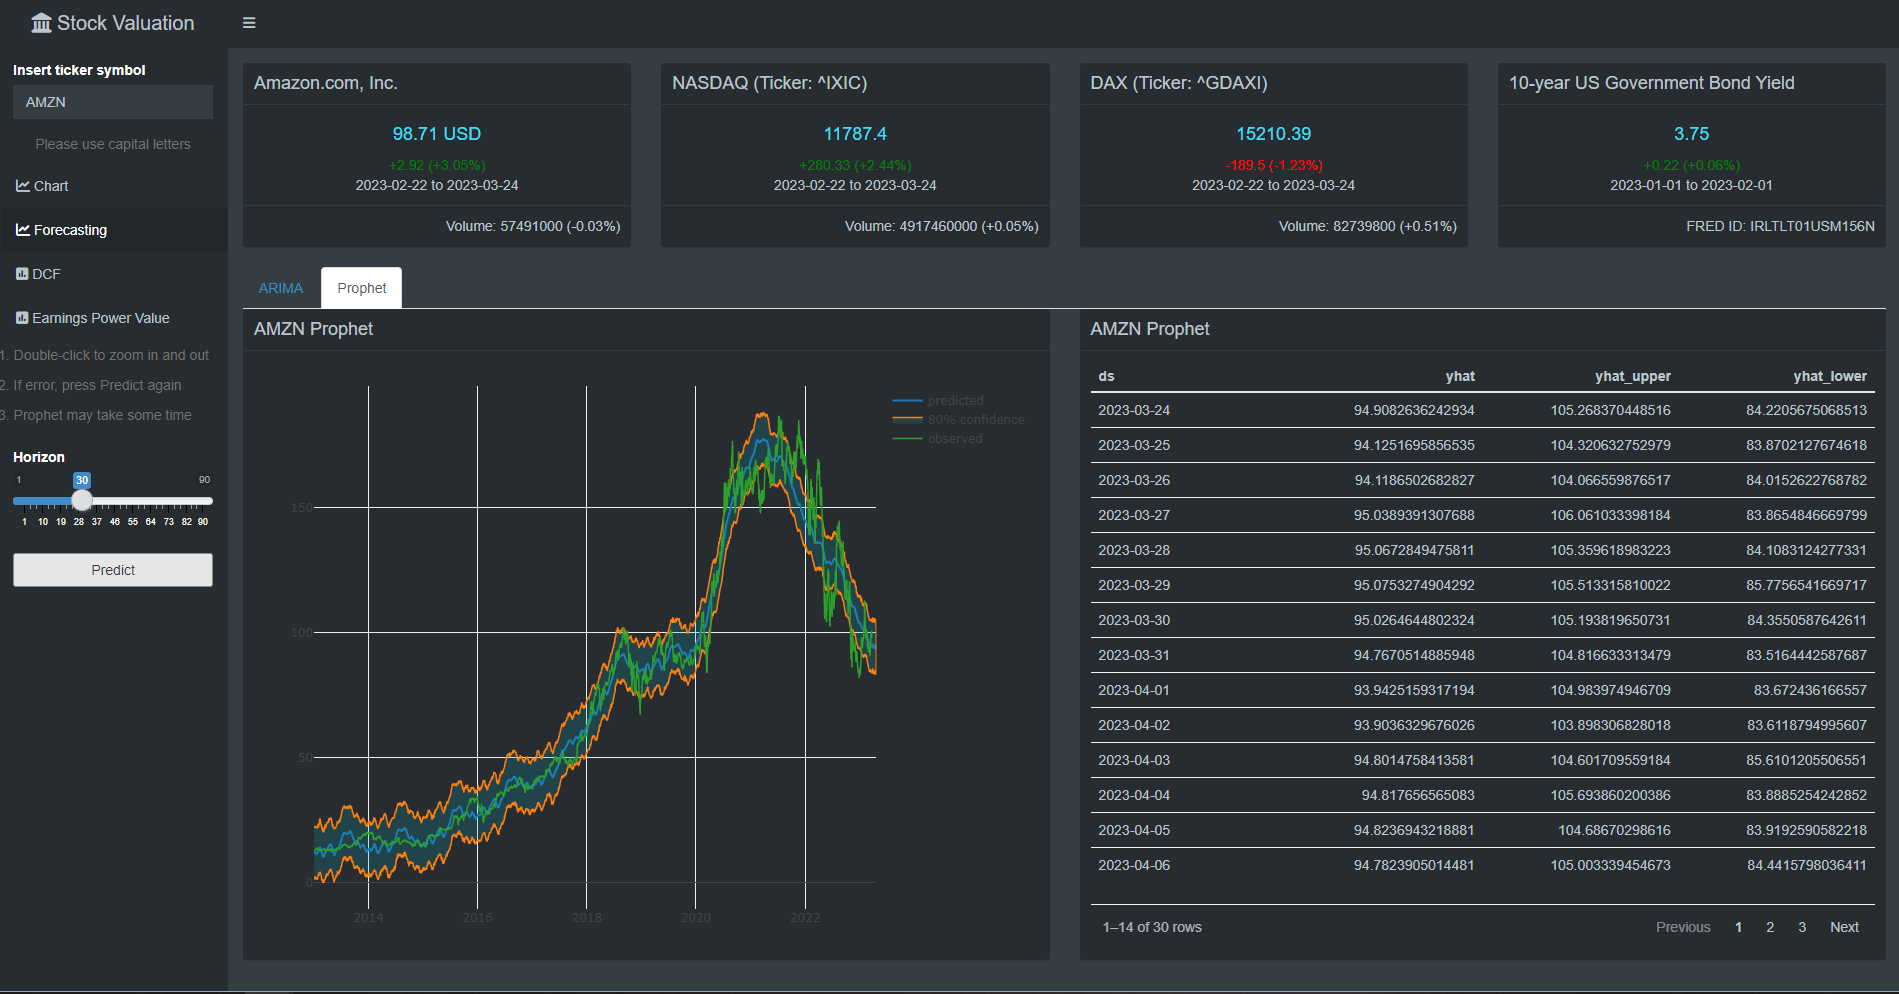 Stock Valuation
Insert ticker symbol
AMZN
Please use capital letters
Chart
Forecasting
DCF
Earnings Power Value
1. Double-click to zoom in and out
2. If error, press Predict again
3. Prophet may take some time
Horizon
1 30 90
1 10 19 28 37 46 55 64 73 82 90
Predict
Amazon.com, Inc.
98.71 USD
+2.92 (+3.05%)
2023-02-22 to 2023-03-24
Volume: 57491000 (-0.03%)
NASDAQ (Ticker: ^IXIC)
11787.4
+280.33 (+2.44%)
2023-02-22 to 2023-03-24
Volume: 4917460000 (+0.05%)
DAX (Ticker: ^GDAXI)
15210.39
-189.5 (-1.23%)
2023-02-22 to 2023-03-24
Volume: 82739800 (+0.51%)
10-year US Government Bond Yield
3.75
+0.22 (+0.06%)
2023-01-01 to 2023-02-01
FRED ID: IRLTLT01USM156N
ARIMA Prophet
AMZN Prophet
predicted
80% confidence
observed
150
100
50
0
2014 2016 2018 2020 2022
AMZN Prophet
ds yhat yhat_upper yhat_lower
2023-03-24 94.9082636242934 105.268370448516 84.2205675068513
2023-03-25 94.1251695856535 104.320632752979 83.8702127674618
2023-03-26 94.1186502682827 104.066559876517 84.0152622768782
2023-03-27 95.0389391307688 106.061033398184 83.8654846669799
2023-03-28 95.0672849475811 105.359618983223 84.1083124277331
2023-03-29 95.0753274904292 105.513315810022 85.7756541669717
2023-03-30 95.0264644802324 105.193819650731 84.3550587642611
2023-03-31 94.7670514885948 104.816633313479 83.5164442587687
2023-04-01 93.9425159317194 104.983974946709 83.672436166557
2023-04-02 93.9036329676026 103.898306828018 83.6118794995607
2023-04-03 94.8014758413581 104.601709559184 85.6101205506551
2023-04-04 94.817656565083 105.693860200386 83.8885254242852
2023-04-05 94.8236943218881 104.68670298616 83.9192590582218
2023-04-06 94.7823905014481 105.003339454673 84.4415798036411
1–14 of 30 rows
Previous 1 2 3 Next